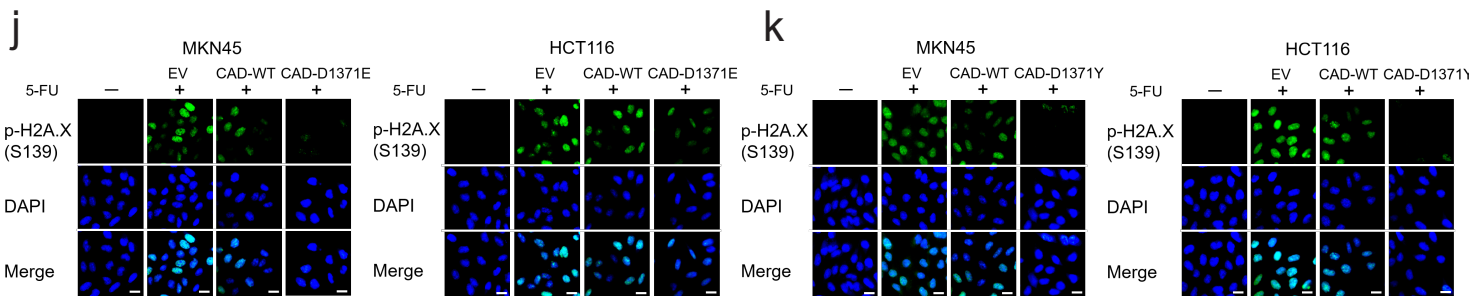 j
MKN45
EV CAD-WT CAD-D1371E
5-FU — + + +
p-H2A.X
(S139)
DAPI
Merge
HCT116
EV CAD-WT CAD-D1371E
5-FU — + + +
p-H2A.X
(S139)
DAPI
Merge
k
MKN45
EV CAD-WT CAD-D1371Y
5-FU — + + +
p-H2A.X
(S139)
DAPI
Merge
HCT116
EV CAD-WT CAD-D1371Y
5-FU — + + +
p-H2A.X
(S139)
DAPI
Merge